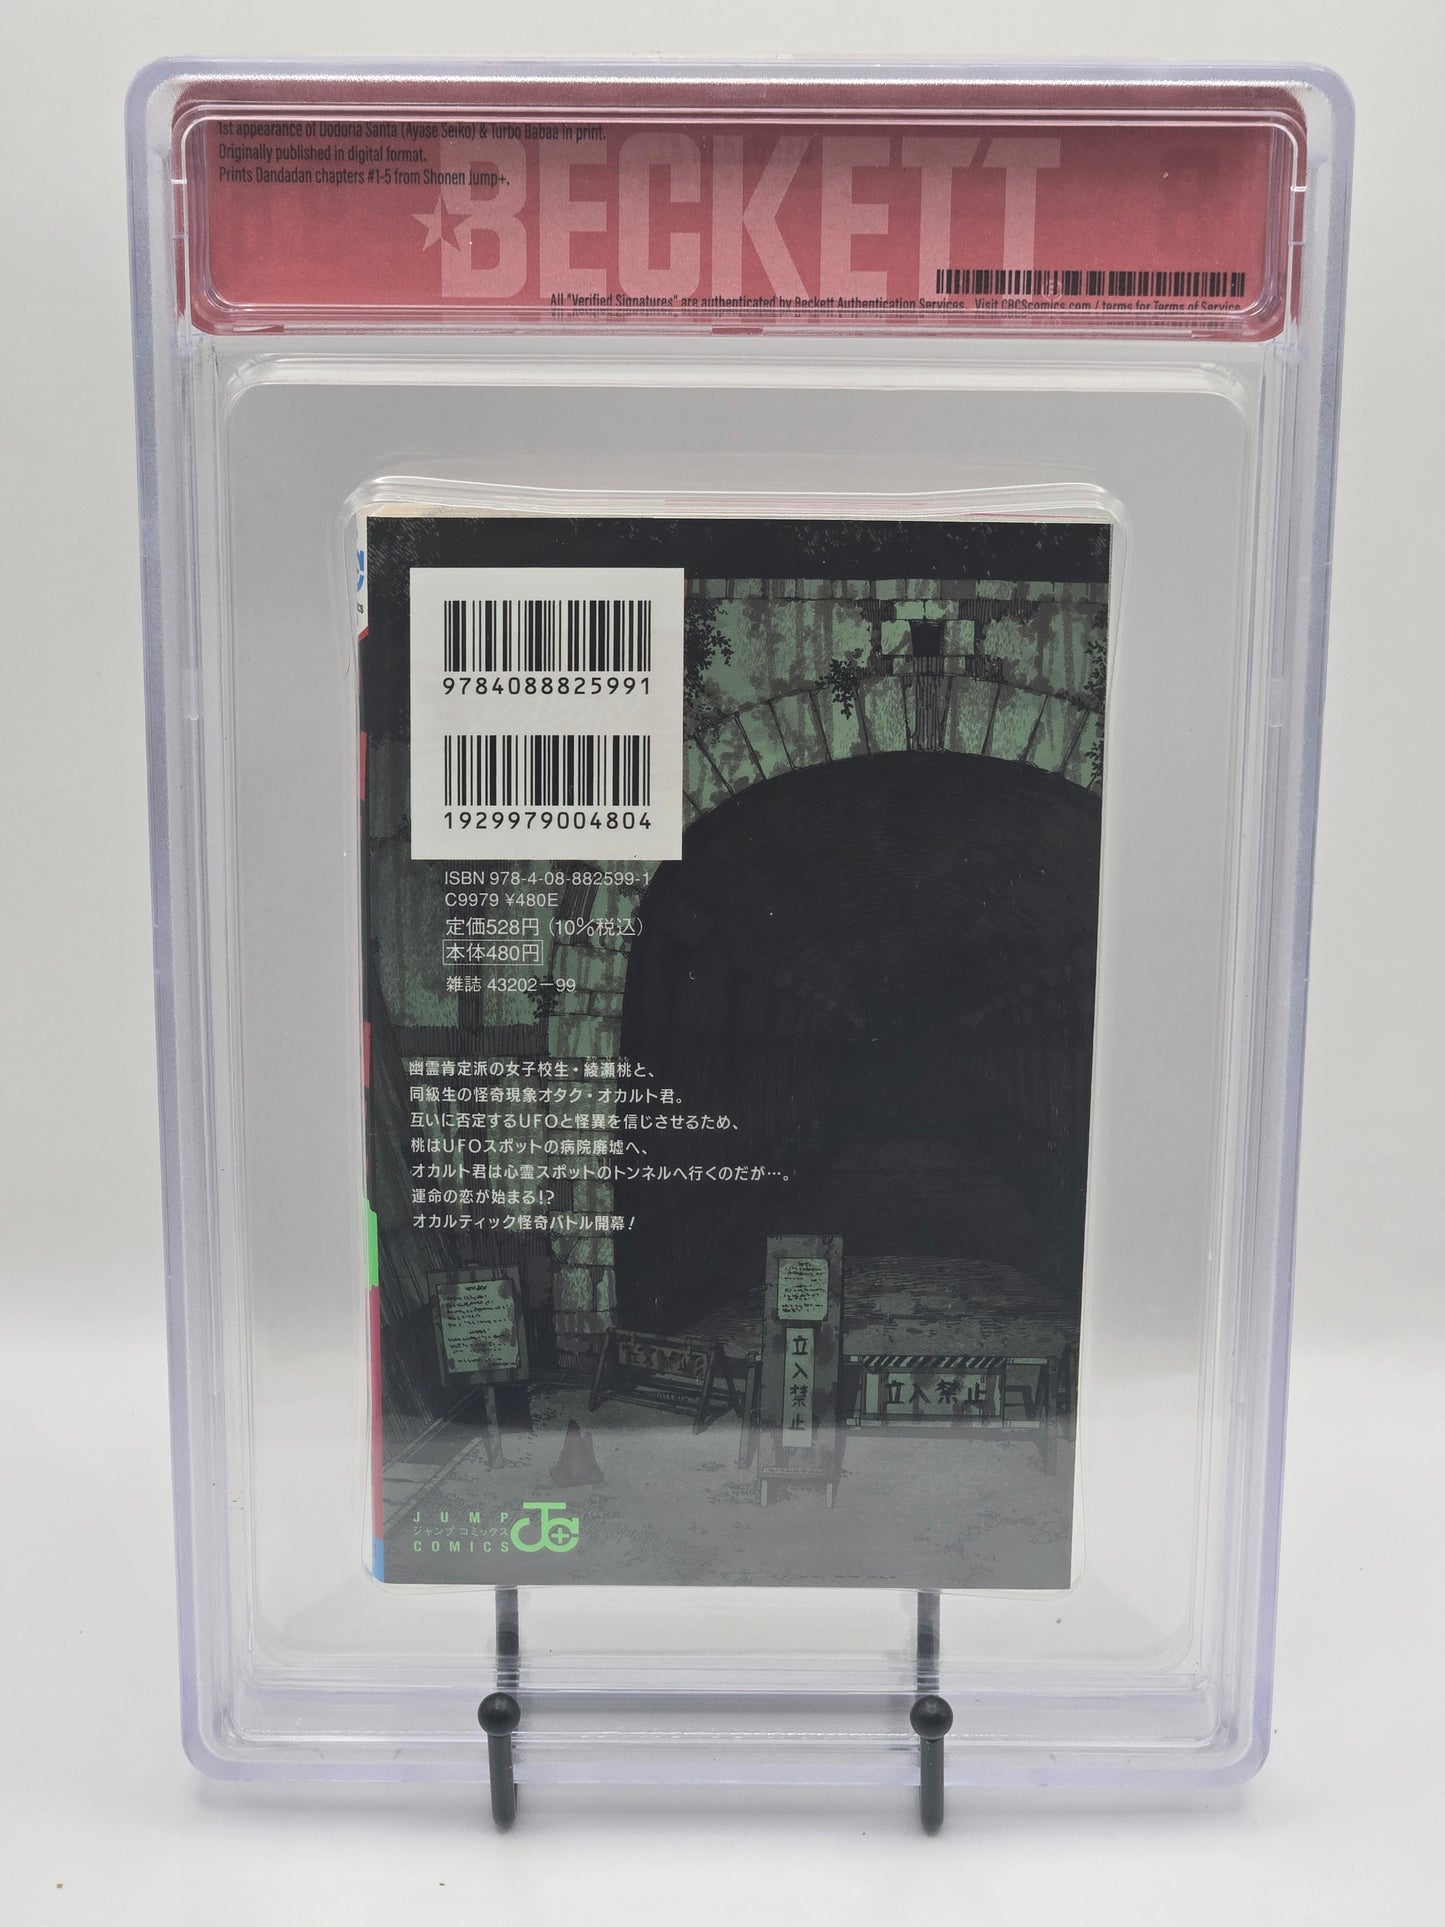 1st appearance of Dodoria Santa (Ayase Seiko) & Turbo Babaa in print.
Originally published in digital format.
Prints Dandadan chapters #1-5 from Shonen Jump+.
BECKETT
All "Verified Signatures" are authenticated by Beckett Authentication Services. Visit CBCScomics.com / terms for Terms of Service
9784088825991
1929979004804
ISBN 978-4-08-882599-1
C9979 ¥480E
定価528円(10%税込)
本体480円
雑誌 43202-99
幽霊肯定派の女子校生・綾瀬桃と、
同級生の怪奇現象オタク・オカルト君。
互いに否定するUFOと怪異を信じさせるため、
桃はUFOスポットの病院廃墟へ、
オカルト君は心霊スポットのトンネルへ行くのだが…。
運命の恋が始まる!?
オカルティック怪奇バトル開幕!
立入禁止
立入禁止
JUMP
ジャンプ コミックス
COMICS